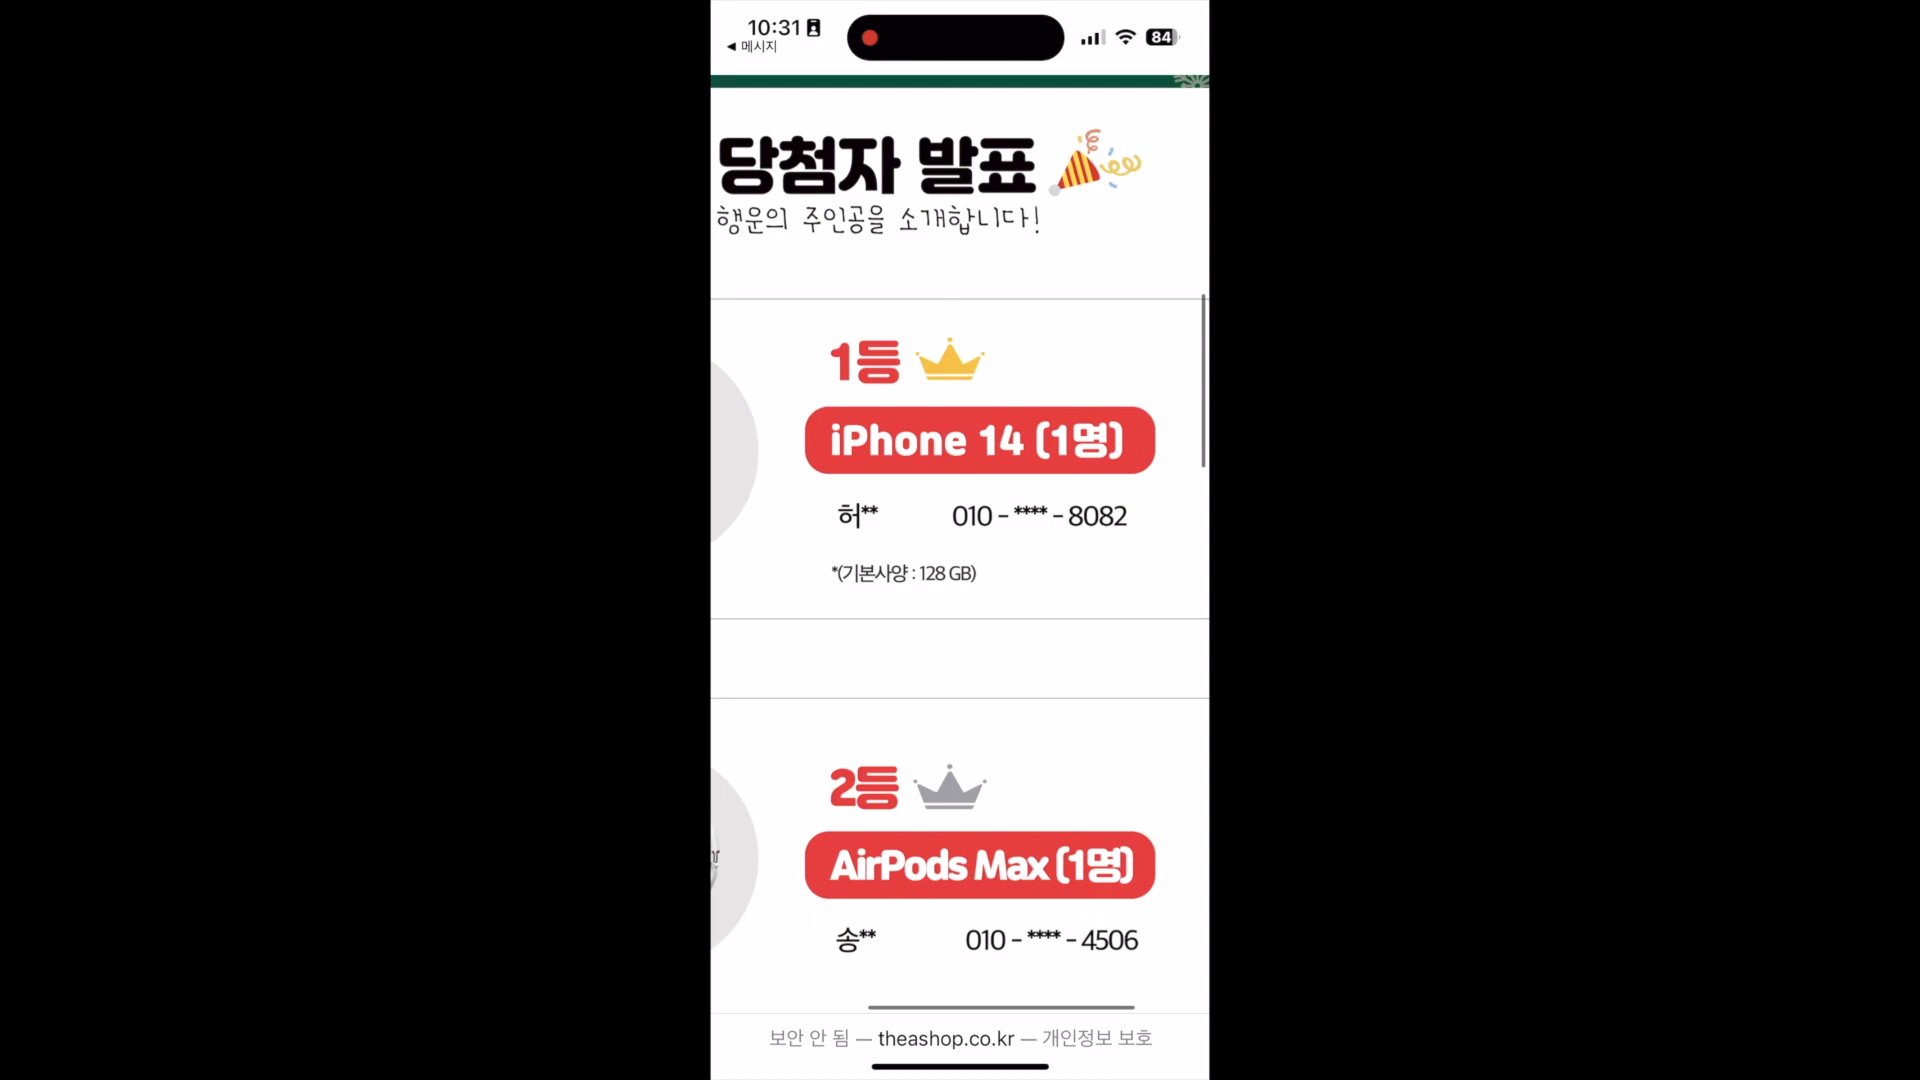 10:31
84
◀ 메시지
당첨자 발표
행운의 주인공을 소개합니다!
1등
iPhone 14 (1명)
허** 010 - **** - 8082
*(기본사양 : 128 GB)
2등
AirPods Max (1명)
송** 010 - **** - 4506
보안 안 됨 — theashop.co.kr — 개인정보 보호